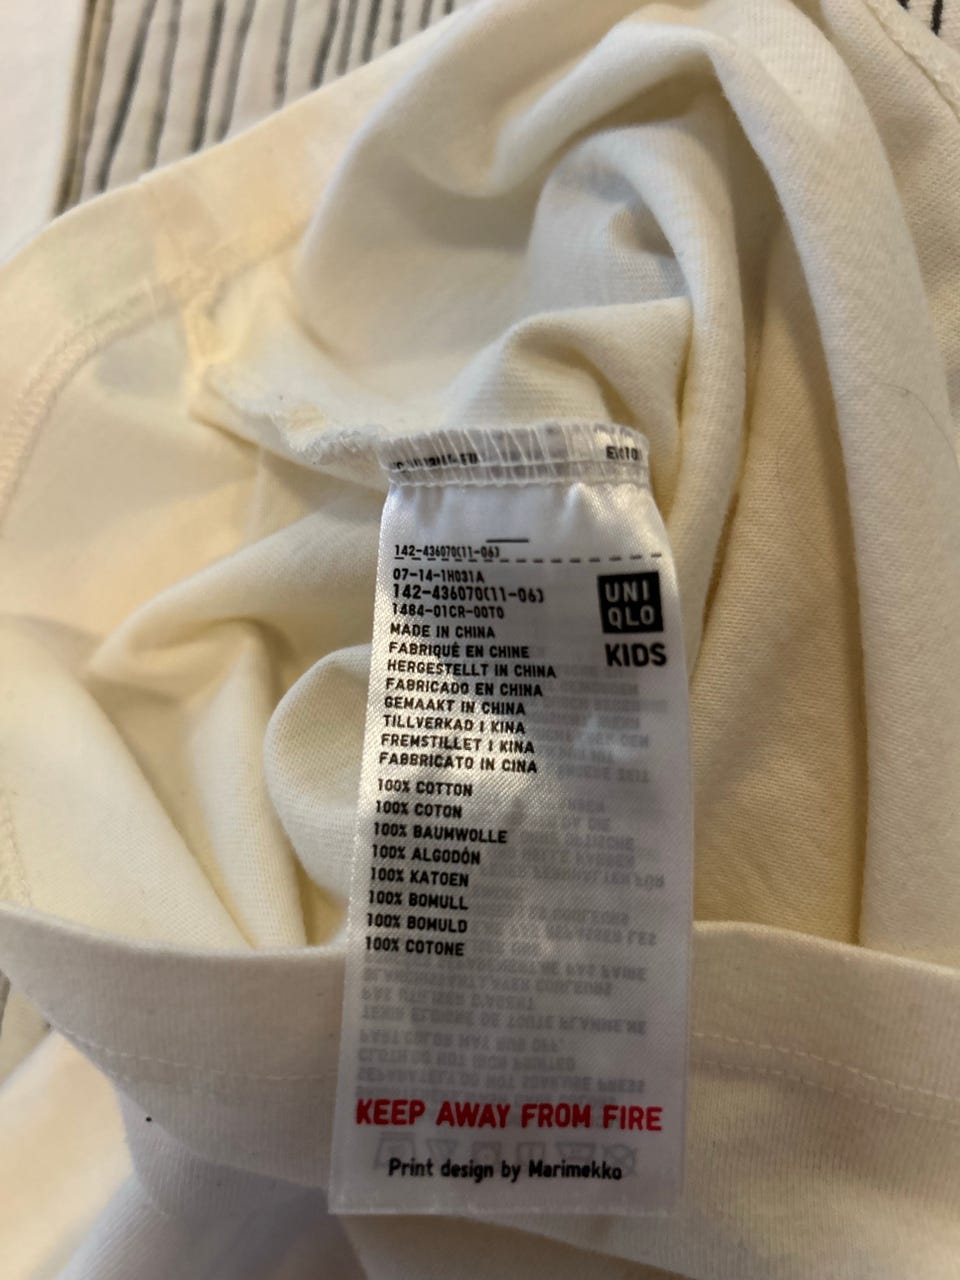 142-436070(11-06)
07-14-1H031A
142-436070(11-06)
1484-01CR-00T0
UNI
QLO
KIDS
MADE IN CHINA
FABRIQUÉ EN CHINE
HERGESTELLT IN CHINA
FABRICADO EN CHINA
GEMAAKT IN CHINA
TILLVERKAD I KINA
FREMSTILLET I KINA
FABBRICATO IN CINA
100% COTTON
100% COTON
100% BAUMWOLLE
100% ALGODÓN
100% KATOEN
100% BOMULL
100% BOMULD
100% COTONE
KEEP AWAY FROM FIRE
Print design by Marimekko